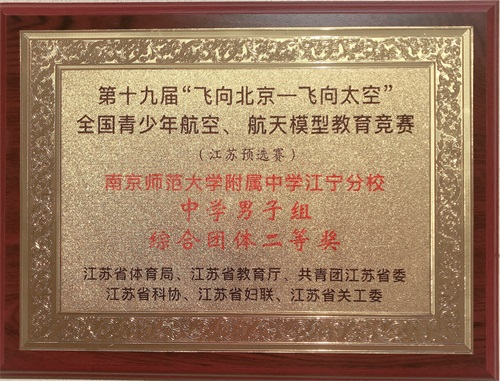 第十九届“飞向北京—飞向太空”
全国青少年航空、航天模型教育竞赛
（江苏预选赛）
南京师范大学附属中学江宁分校
中学男子组
综合团体二等奖
江苏省体育局、江苏省教育厅、共青团江苏省委
江苏省科协、江苏省妇联、江苏省关工委